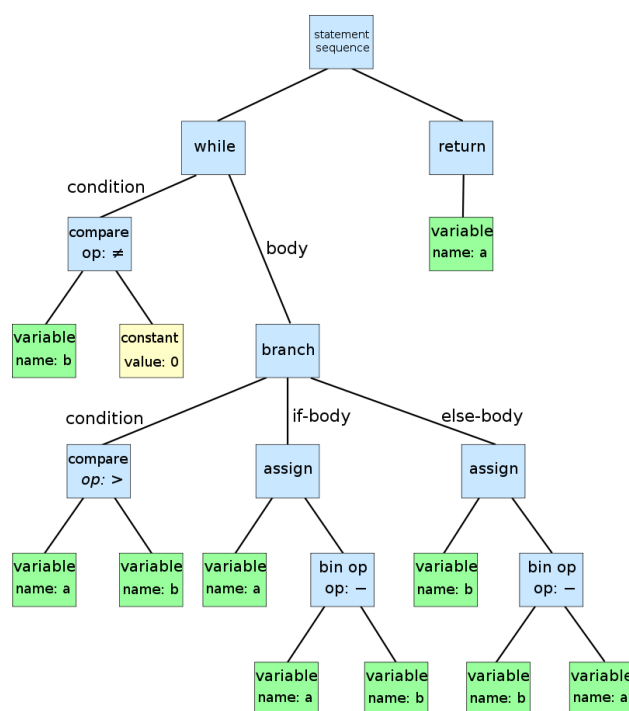 statement
sequence
while
return
condition
compare
op: ≠
body
variable
name: a
variable
name: b
constant
value: 0
branch
condition
if-body
else-body
compare
op: >
assign
assign
variable
name: a
variable
name: b
variable
name: a
bin op
op: −
variable
name: b
bin op
op: −
variable
name: a
variable
name: b
variable
name: b
variable
name: a